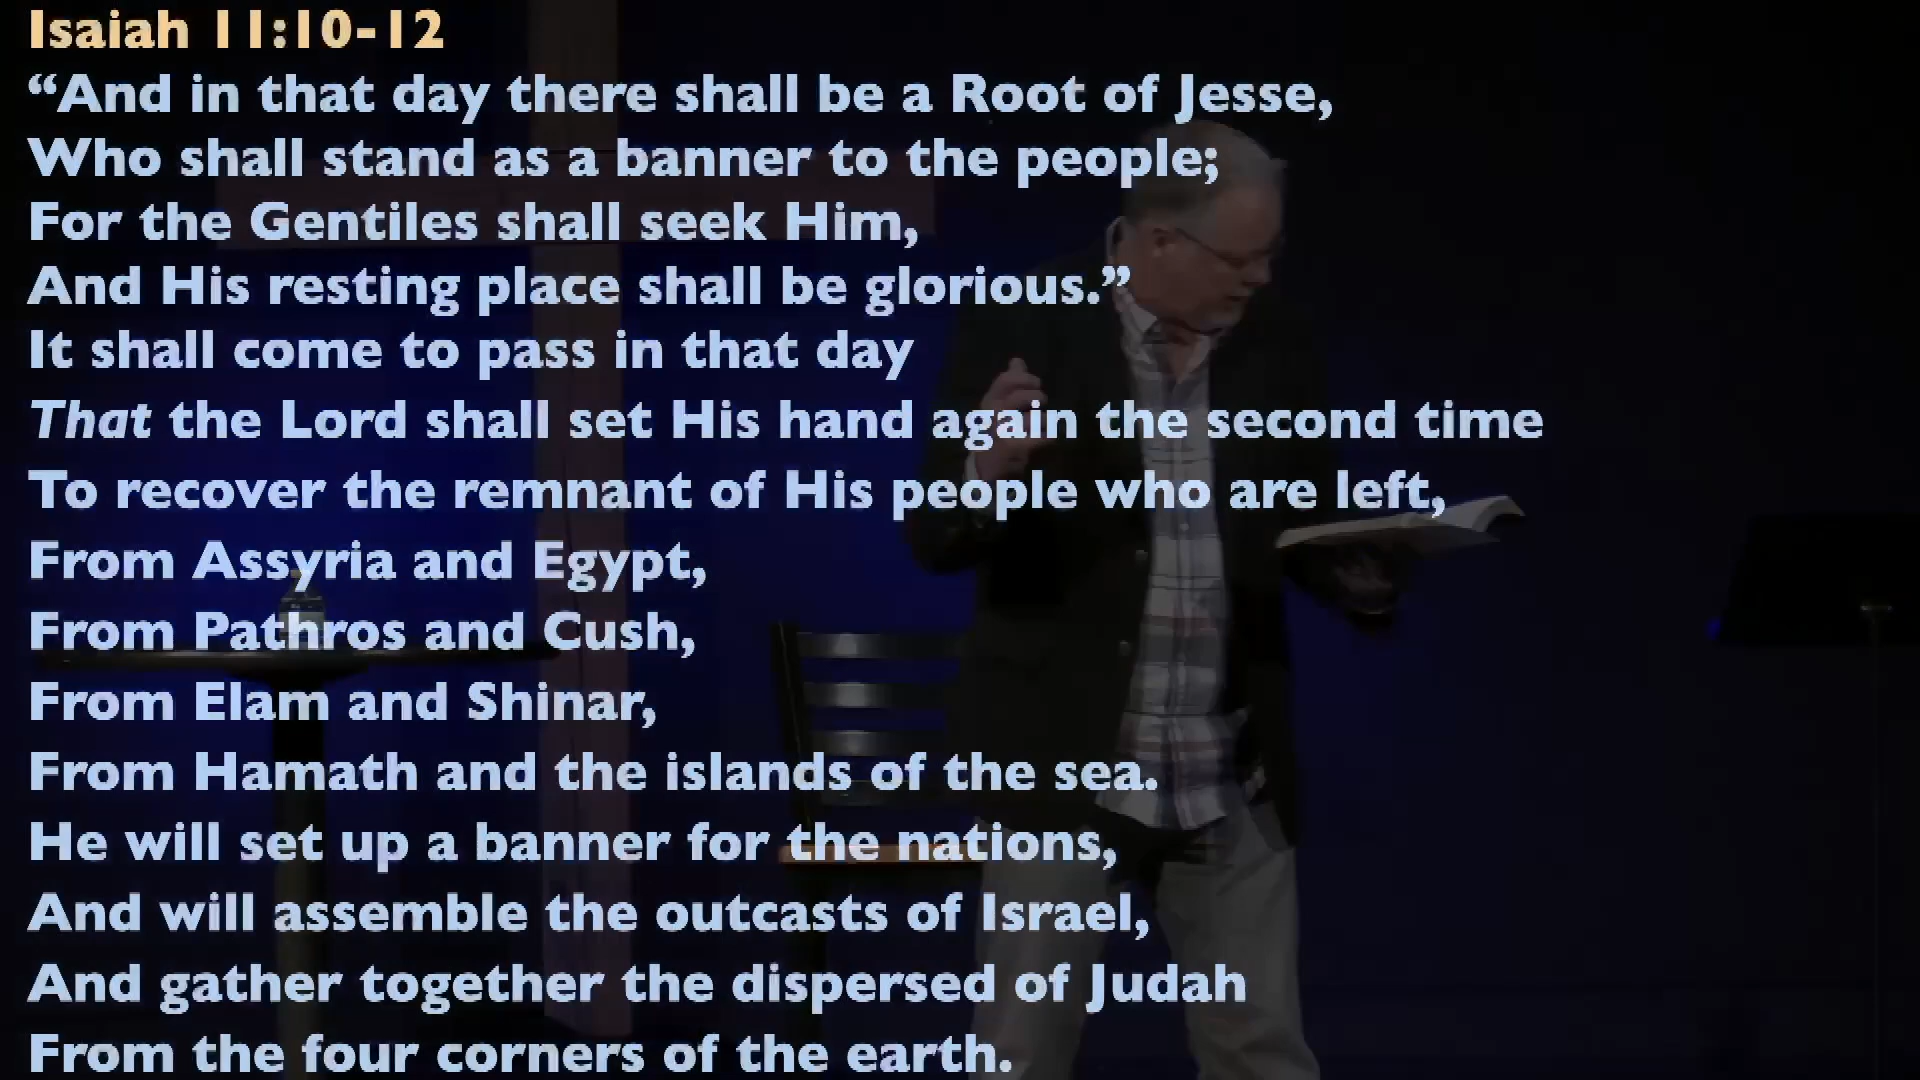 Isaiah 11:10-12
“And in that day there shall be a Root of Jesse,
Who shall stand as a banner to the people;
For the Gentiles shall seek Him,
And His resting place shall be glorious.”
It shall come to pass in that day
That the Lord shall set His hand again the second time
To recover the remnant of His people who are left,
From Assyria and Egypt,
From Pathros and Cush,
From Elam and Shinar,
From Hamath and the islands of the sea.
He will set up a banner for the nations,
And will assemble the outcasts of Israel,
And gather together the dispersed of Judah
From the four corners of the earth.